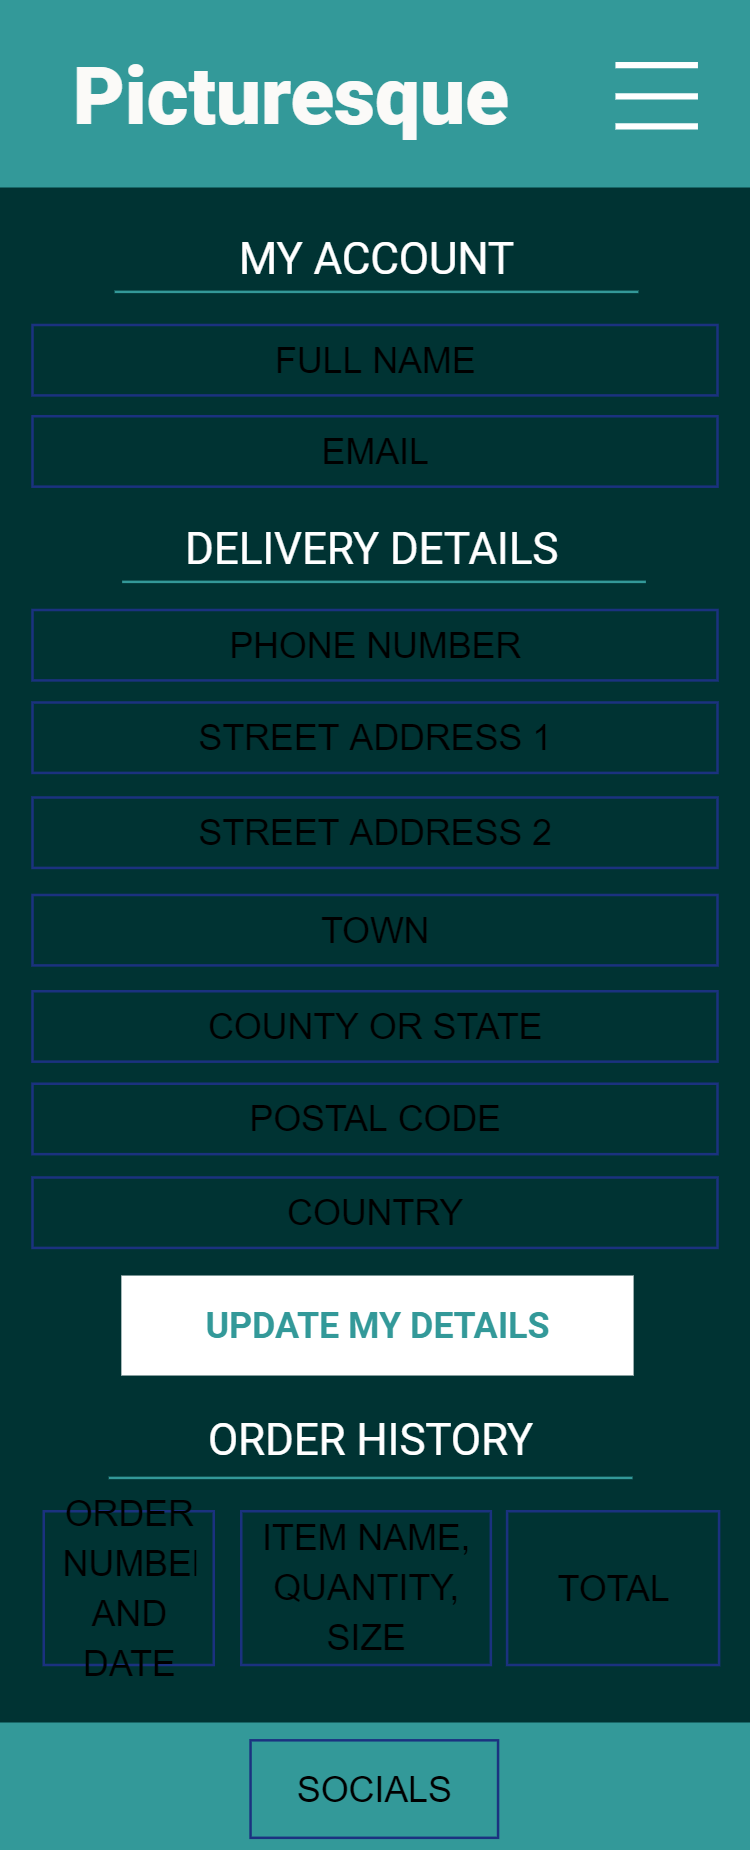 Picturesque
MY ACCOUNT
FULL NAME
EMAIL
DELIVERY DETAILS
PHONE NUMBER
STREET ADDRESS 1
STREET ADDRESS 2
TOWN
COUNTY OR STATE
POSTAL CODE
COUNTRY
UPDATE MY DETAILS
ORDER HISTORY
ORDER
NUMBER
AND
DATE
ITEM NAME,
QUANTITY,
SIZE
TOTAL
SOCIALS